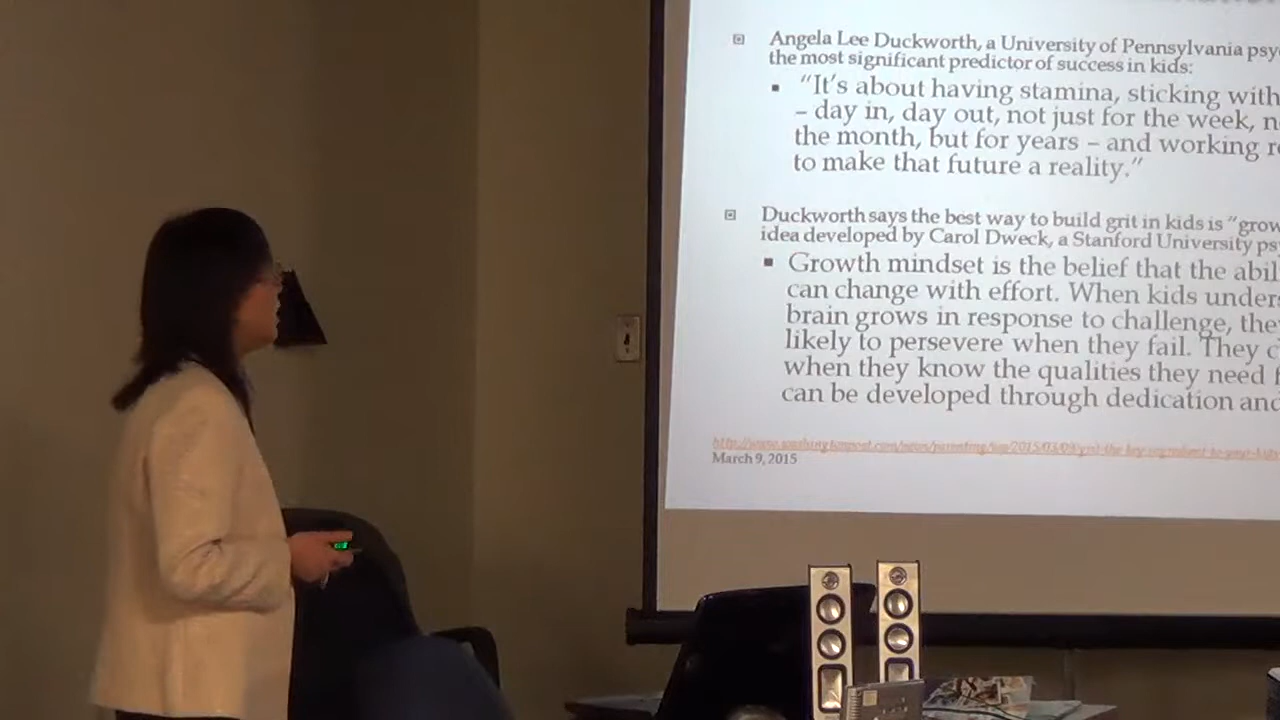 Angela Lee Duckworth, a University of Pennsylvania psy
the most significant predictor of success in kids:
“It’s about having stamina, sticking with
– day in, day out, not just for the week, n
the month, but for years – and working re
to make that future a reality.”
Duckworth says the best way to build grit in kids is “grow
idea developed by Carol Dweck, a Stanford University ps
Growth mindset is the belief that the abil
can change with effort. When kids unders
brain grows in response to challenge, they
likely to persevere when they fail. They c
when they know the qualities they need
can be developed through dedication and
March 9, 2015